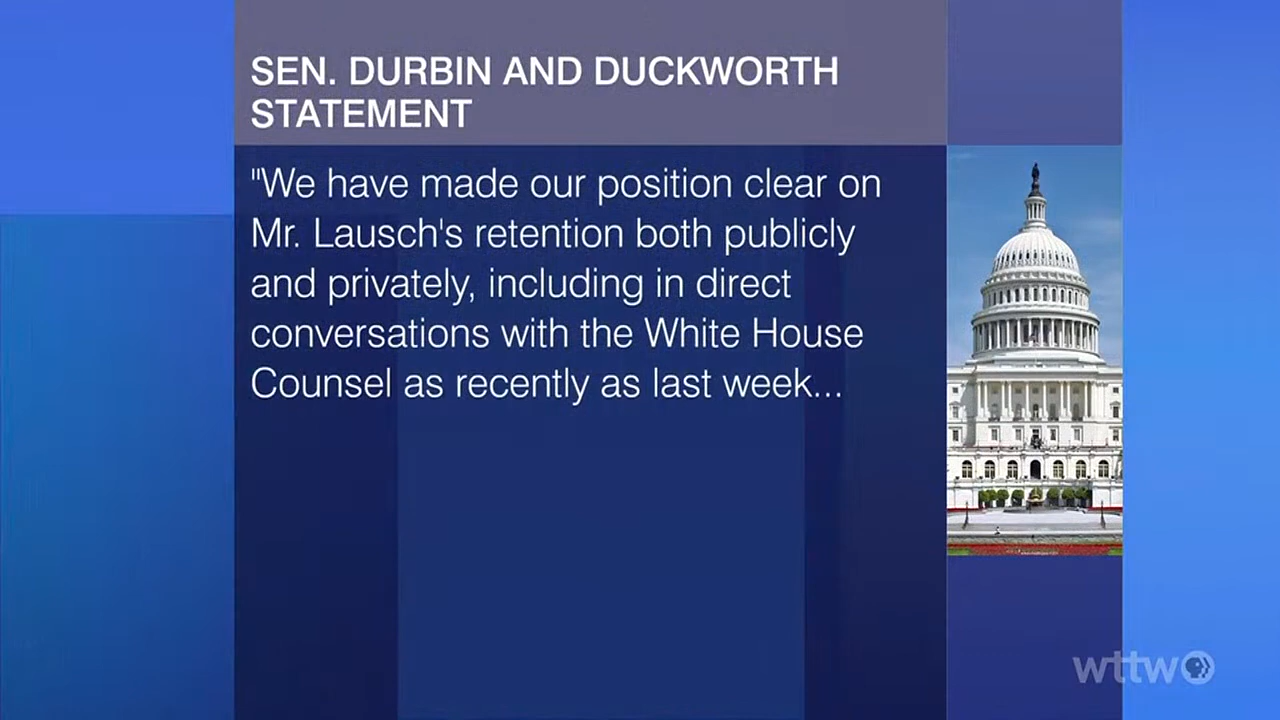 SEN. DURBIN AND DUCKWORTH
STATEMENT
"We have made our position clear on
Mr. Lausch's retention both publicly
and privately, including in direct
conversations with the White House
Counsel as recently as last week...
wttw